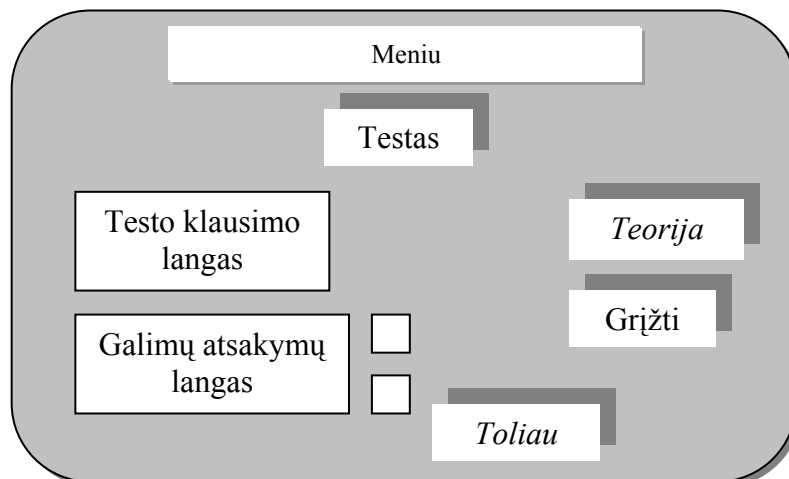 Meniu
Testas
Testo klausimo
langas
Teorija
Grįžti
Galimų atsakymų
langas
Toliau